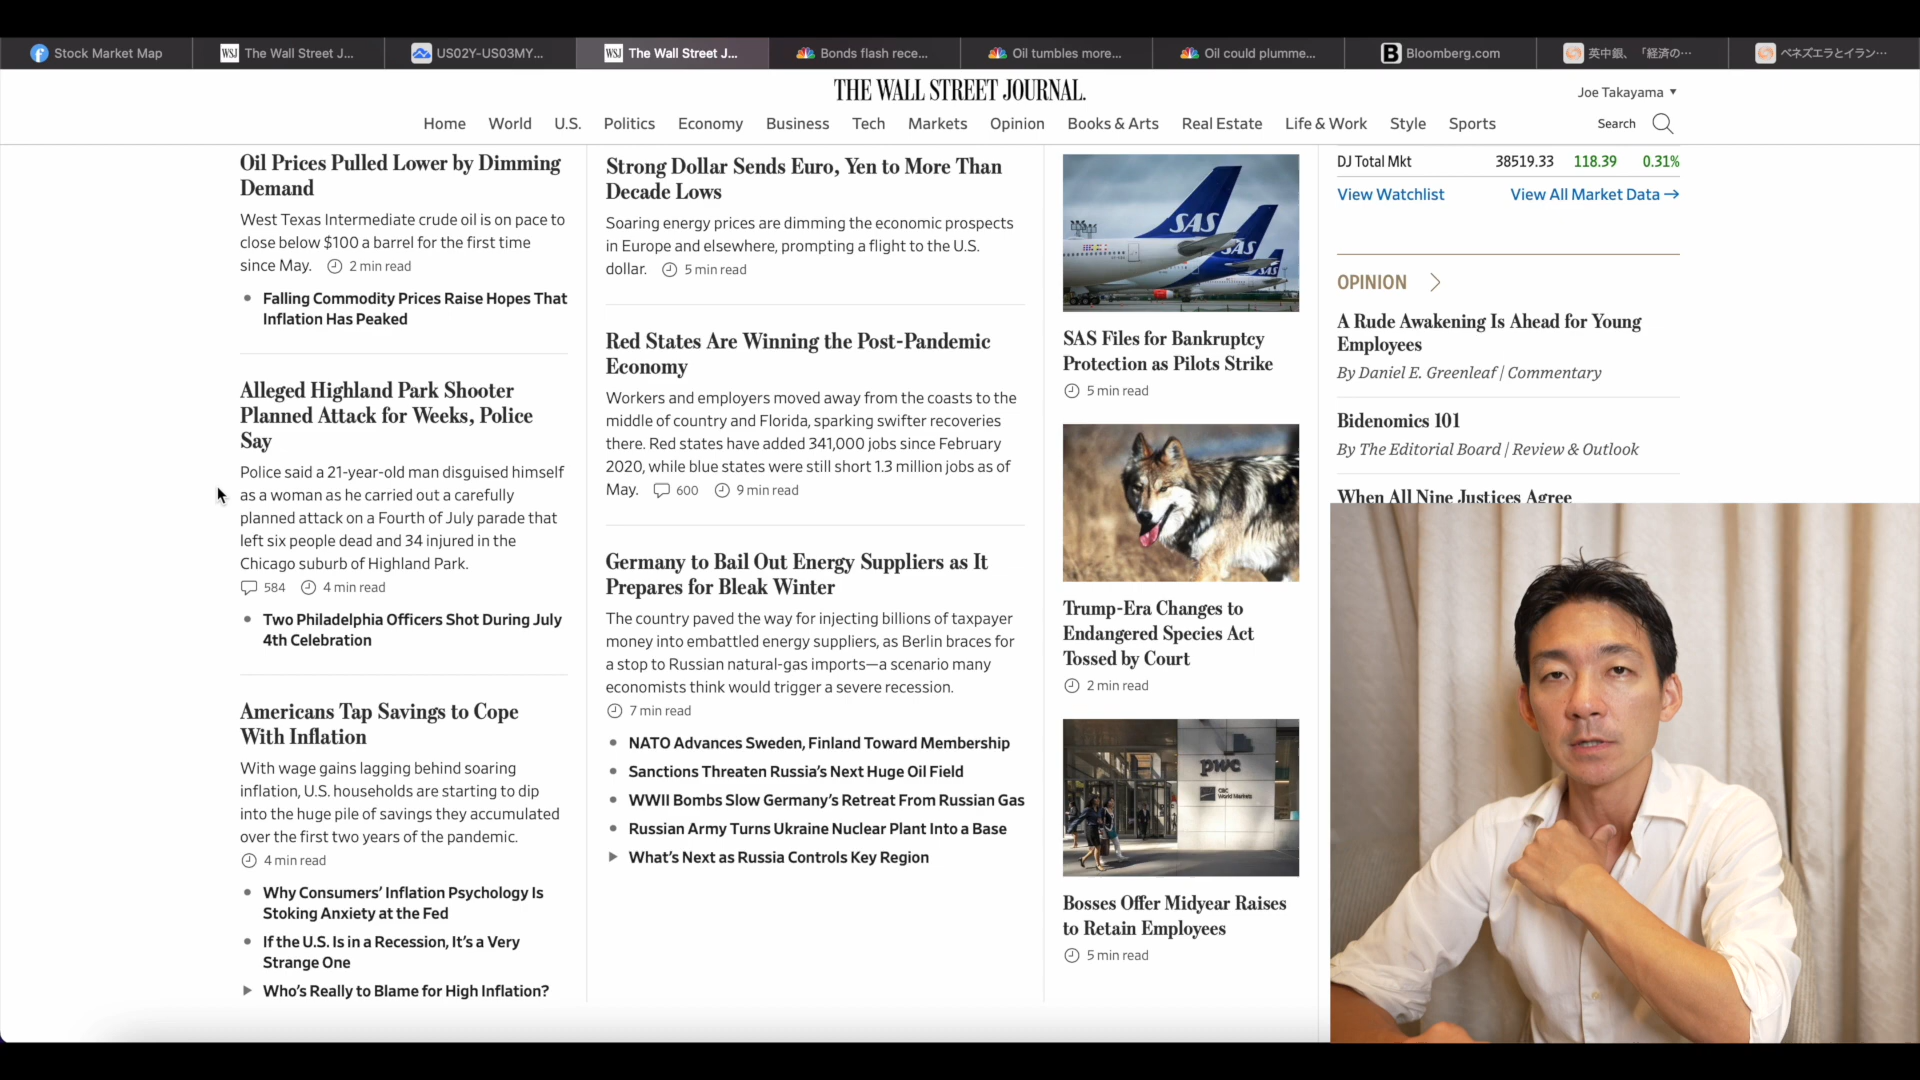 Stock Market Map
WSJ
The Wall Street J...
US02Y-US03MY...
WSJ
The Wall Street J...
Bonds flash rece...
Oil tumbles more...
Oil could plumme...
B
Bloomberg.com
英中銀、「経済の…
ベネズエラとイラン…
THE WALL STREET JOURNAL.
Joe Takayama
Home World U.S. Politics Economy Business Tech Markets Opinion Books & Arts Real Estate Life & Work Style Sports
Search
Oil Prices Pulled Lower by Dimming
Demand
West Texas Intermediate crude oil is on pace to
close below $100 a barrel for the first time
since May. 2 min read
Falling Commodity Prices Raise Hopes That
Inflation Has Peaked
Alleged Highland Park Shooter
Planned Attack for Weeks, Police
Say
Police said a 21-year-old man disguised himself
as a woman as he carried out a carefully
planned attack on a Fourth of July parade that
left six people dead and 34 injured in the
Chicago suburb of Highland Park.
584 4 min read
Two Philadelphia Officers Shot During July
4th Celebration
Americans Tap Savings to Cope
With Inflation
With wage gains lagging behind soaring
inflation, U.S. households are starting to dip
into the huge pile of savings they accumulated
over the first two years of the pandemic.
4 min read
Why Consumers' Inflation Psychology Is
Stoking Anxiety at the Fed
If the U.S. Is in a Recession, It's a Very
Strange One
Who's Really to Blame for High Inflation?
Strong Dollar Sends Euro, Yen to More Than
Decade Lows
Soaring energy prices are dimming the economic prospects
in Europe and elsewhere, prompting a flight to the U.S.
dollar. 5 min read
Red States Are Winning the Post-Pandemic
Economy
Workers and employers moved away from the coasts to the
middle of country and Florida, sparking swifter recoveries
there. Red states have added 341,000 jobs since February
2020, while blue states were still short 1.3 million jobs as of
May. 600 9 min read
Germany to Bail Out Energy Suppliers as It
Prepares for Bleak Winter
The country paved the way for injecting billions of taxpayer
money into embattled energy suppliers, as Berlin braces for
a stop to Russian natural-gas imports—a scenario many
economists think would trigger a severe recession.
7 min read
NATO Advances Sweden, Finland Toward Membership
Sanctions Threaten Russia's Next Huge Oil Field
WWII Bombs Slow Germany's Retreat From Russian Gas
Russian Army Turns Ukraine Nuclear Plant Into a Base
What's Next as Russia Controls Key Region
SAS
SAS
SAS
SAS Files for Bankruptcy
Protection as Pilots Strike
5 min read
Trump-Era Changes to
Endangered Species Act
Tossed by Court
2 min read
pwc
CIBC
World Markets
Bosses Offer Midyear Raises
to Retain Employees
5 min read
DJ Total Mkt 38519.33 118.39 0.31%
View Watchlist View All Market Data →
OPINION
A Rude Awakening Is Ahead for Young
Employees
By Daniel E. Greenleaf | Commentary
Bidenomics 101
By The Editorial Board | Review & Outlook
When All Nine Justices Agree